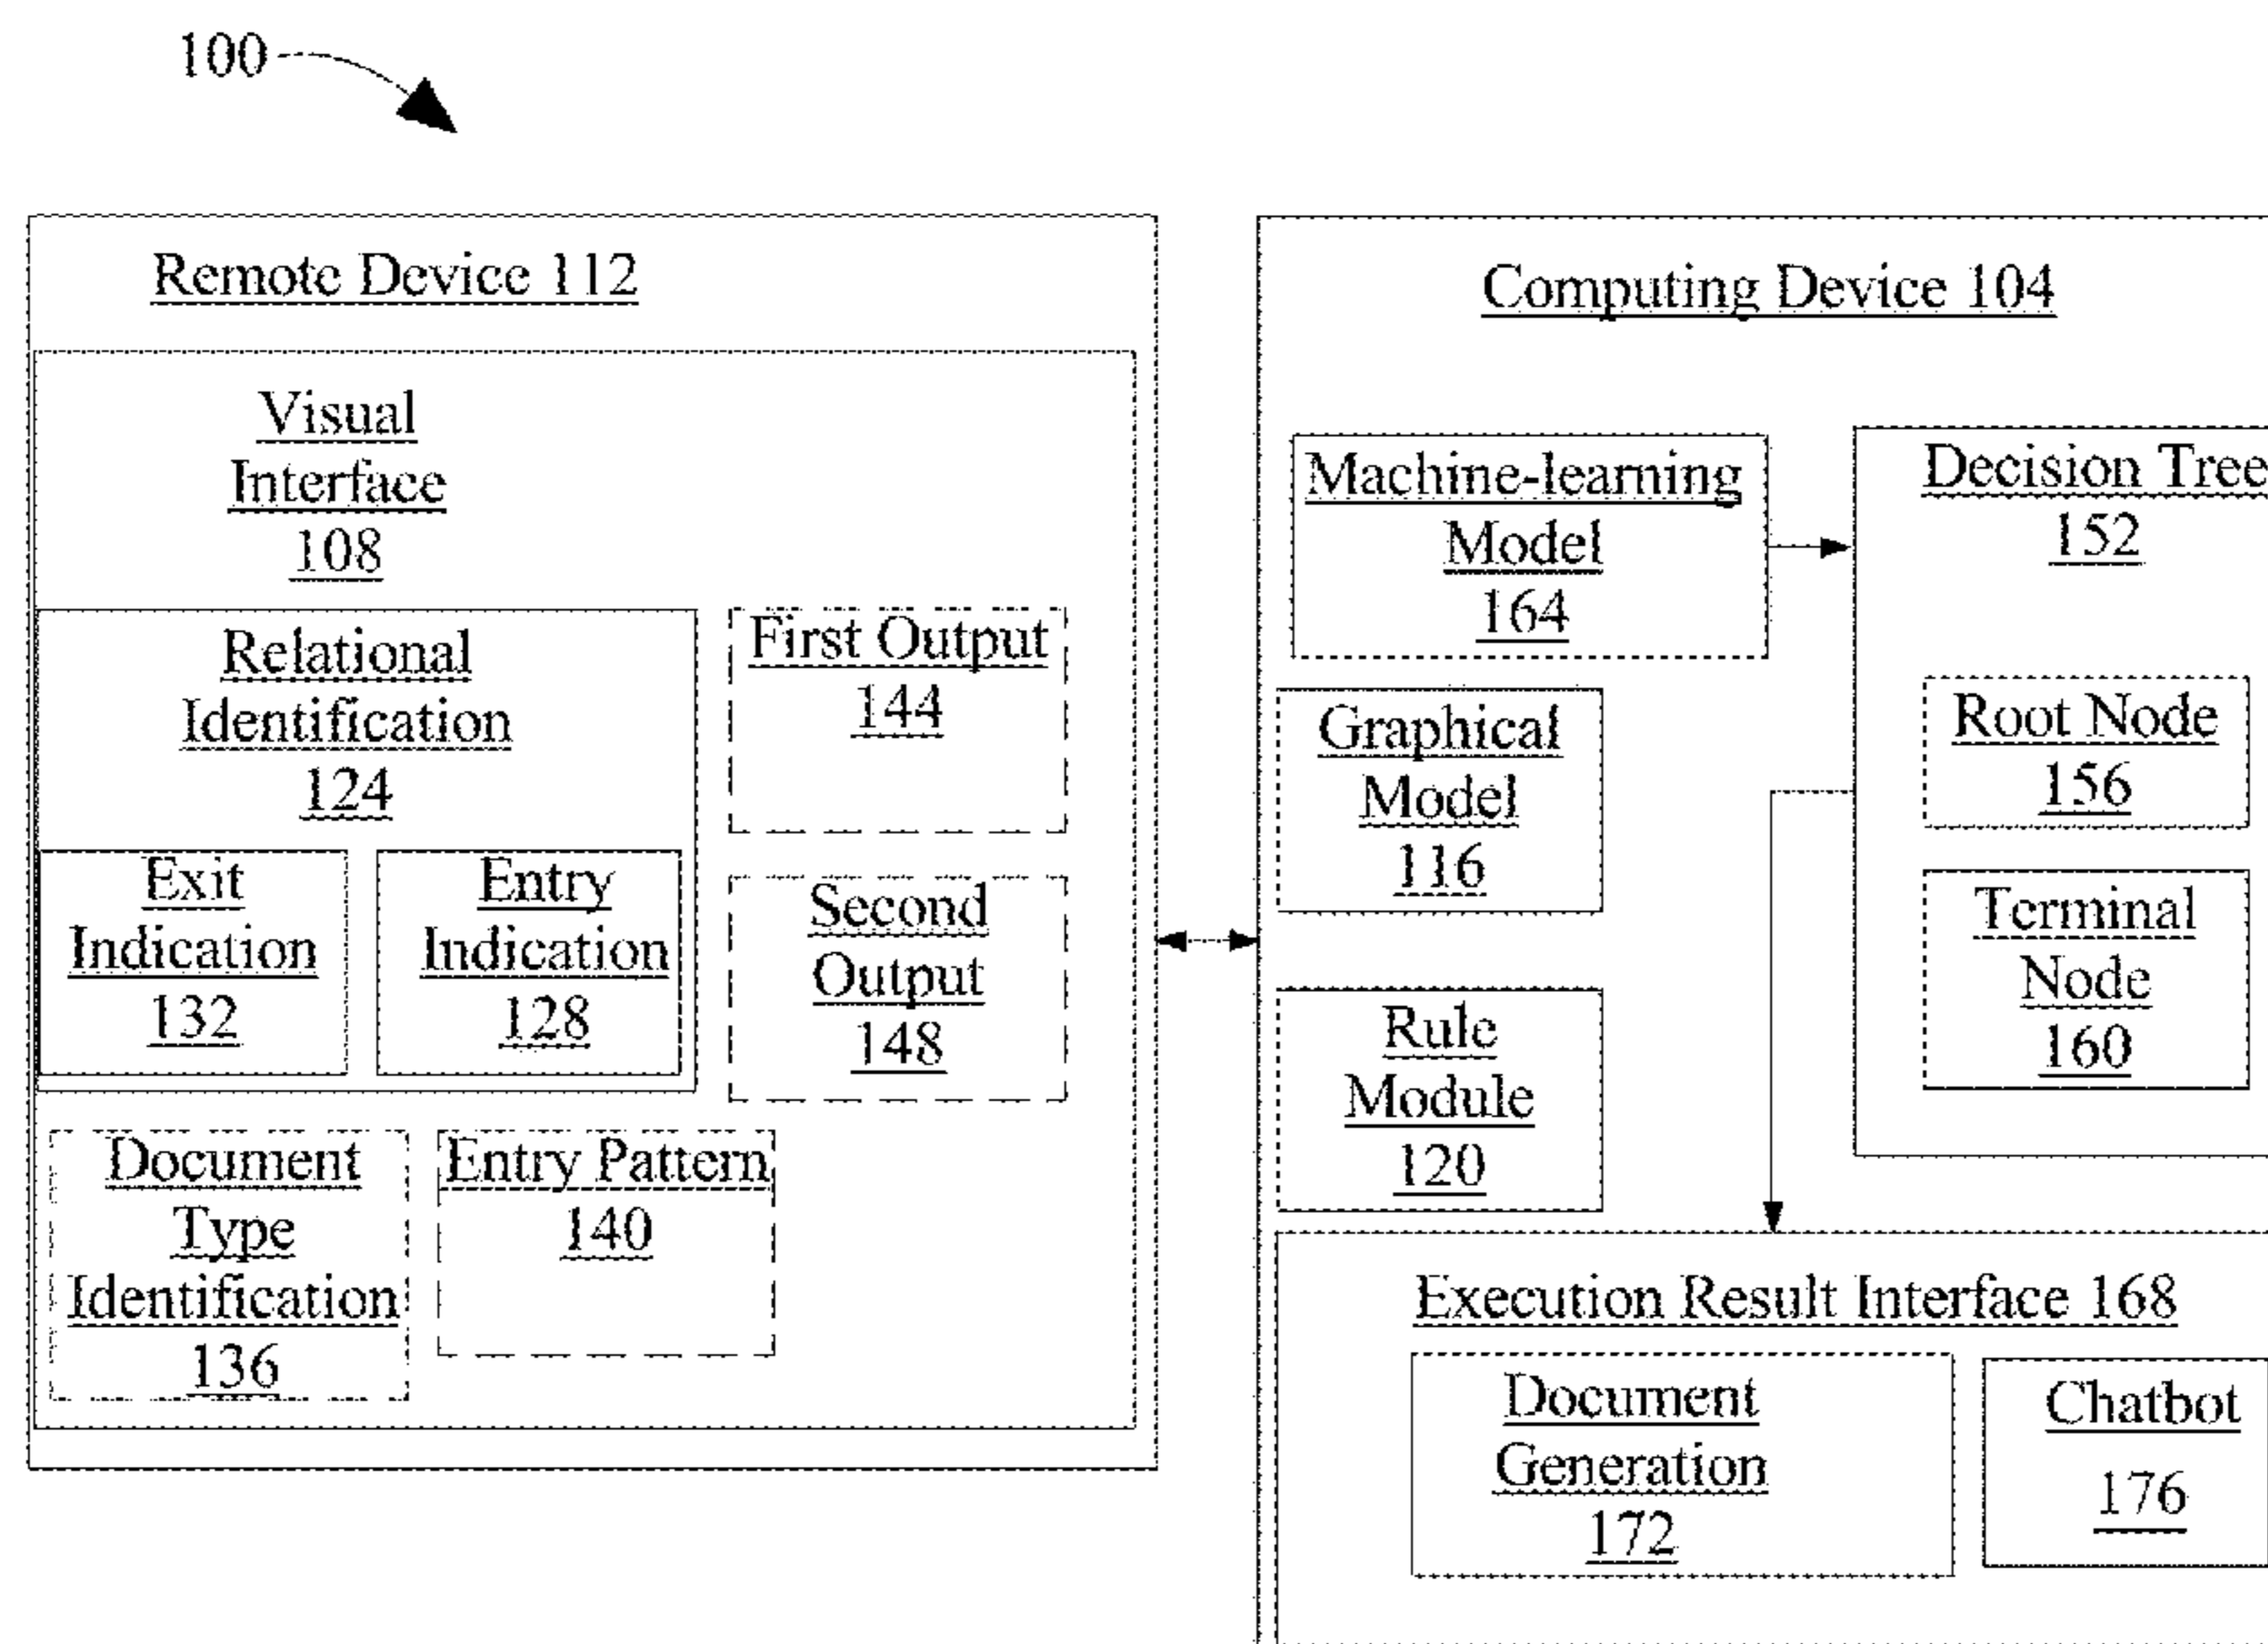 100
Remote Device 112
Visual
Interface
108
Relational
Identification
124
Exit
Indication
132
Entry
Indication
128
First Output
144
Second
Output
148
Document
Type
Identification
136
Entry Pattern
140
Computing Device 104
Machine-learning
Model
164
Decision Tree
152
Root Node
156
Terminal
Node
160
Graphical
Model
116
Rule
Module
120
Execution Result Interface 168
Document
Generation
172
Chatbot
176